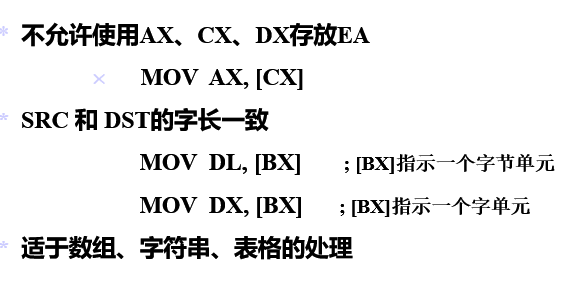 * 不允许使用AX、CX、DX存放EA
× MOV AX, [CX]
* SRC 和 DST的字长一致
MOV DL, [BX] ; [BX]指示一个字节单元
MOV DX, [BX] ; [BX]指示一个字单元
* 适于数组、字符串、表格的处理